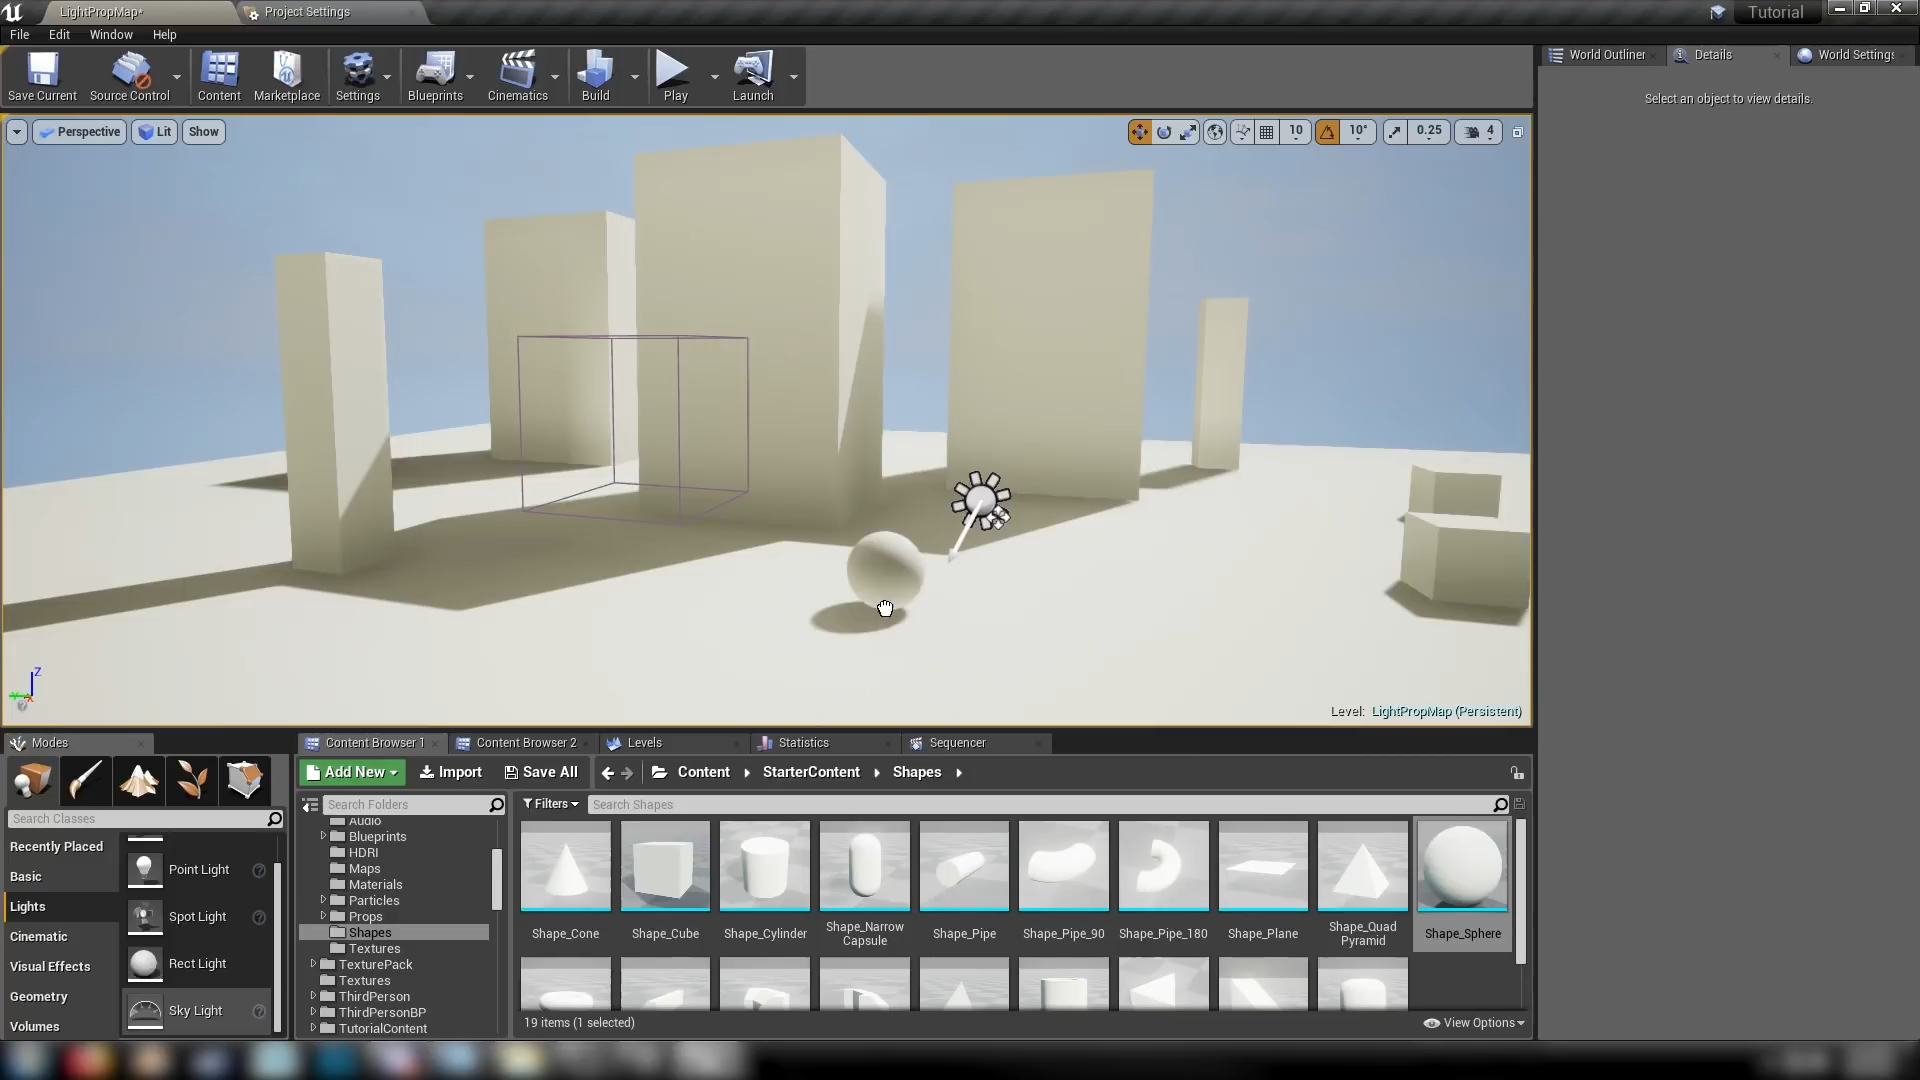 LightPropMap*
Project Settings
Tutorial
File Edit Window Help
Save Current
Source Control
Content
Marketplace
Settings
Blueprints
Cinematics
Build
Play
Launch
World Outliner
Details
World Settings
Select an object to view details.
Perspective
Lit
Show
10
10°
0.25
4
Z
Level: LightPropMap (Persistent)
Modes
Content Browser 1
Content Browser 2
Levels
Statistics
Sequencer
Add New
Import
Save All
Content
StarterContent
Shapes
Search Classes
Search Folders
Filters
Search Shapes
Recently Placed
Basic
Lights
Cinematic
Visual Effects
Geometry
Volumes
Point Light
Spot Light
Rect Light
Sky Light
Audio
Blueprints
HDRI
Maps
Materials
Particles
Props
Shapes
Textures
TexturePack
Textures
ThirdPerson
ThirdPersonBP
TutorialContent
Shape_Cone
Shape_Cube
Shape_Cylinder
Shape_Narrow
Capsule
Shape_Pipe
Shape_Pipe_90
Shape_Pipe_180
Shape_Plane
Shape_Quad
Pyramid
Shape_Sphere
19 items (1 selected)
View Options